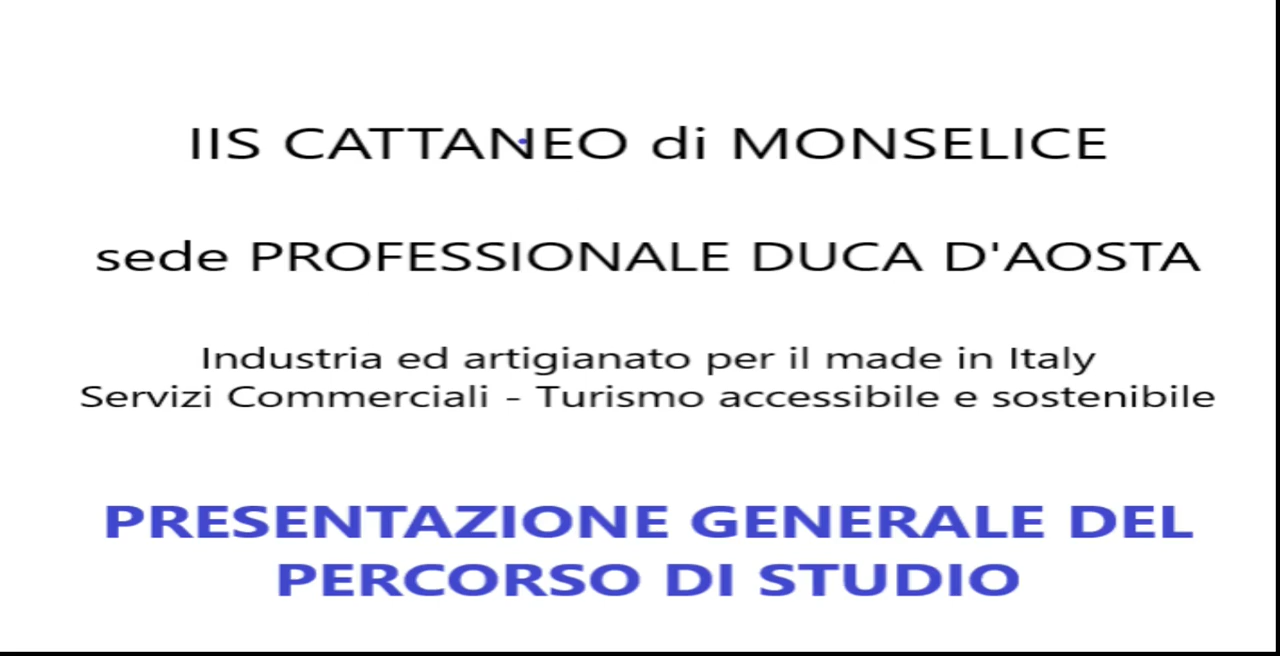 IIS CATTANEO di MONSELICE
sede PROFESSIONALE DUCA D'AOSTA
Industria ed artigianato per il made in Italy
Servizi Commerciali - Turismo accessibile e sostenibile
PRESENTAZIONE GENERALE DEL
PERCORSO DI STUDIO